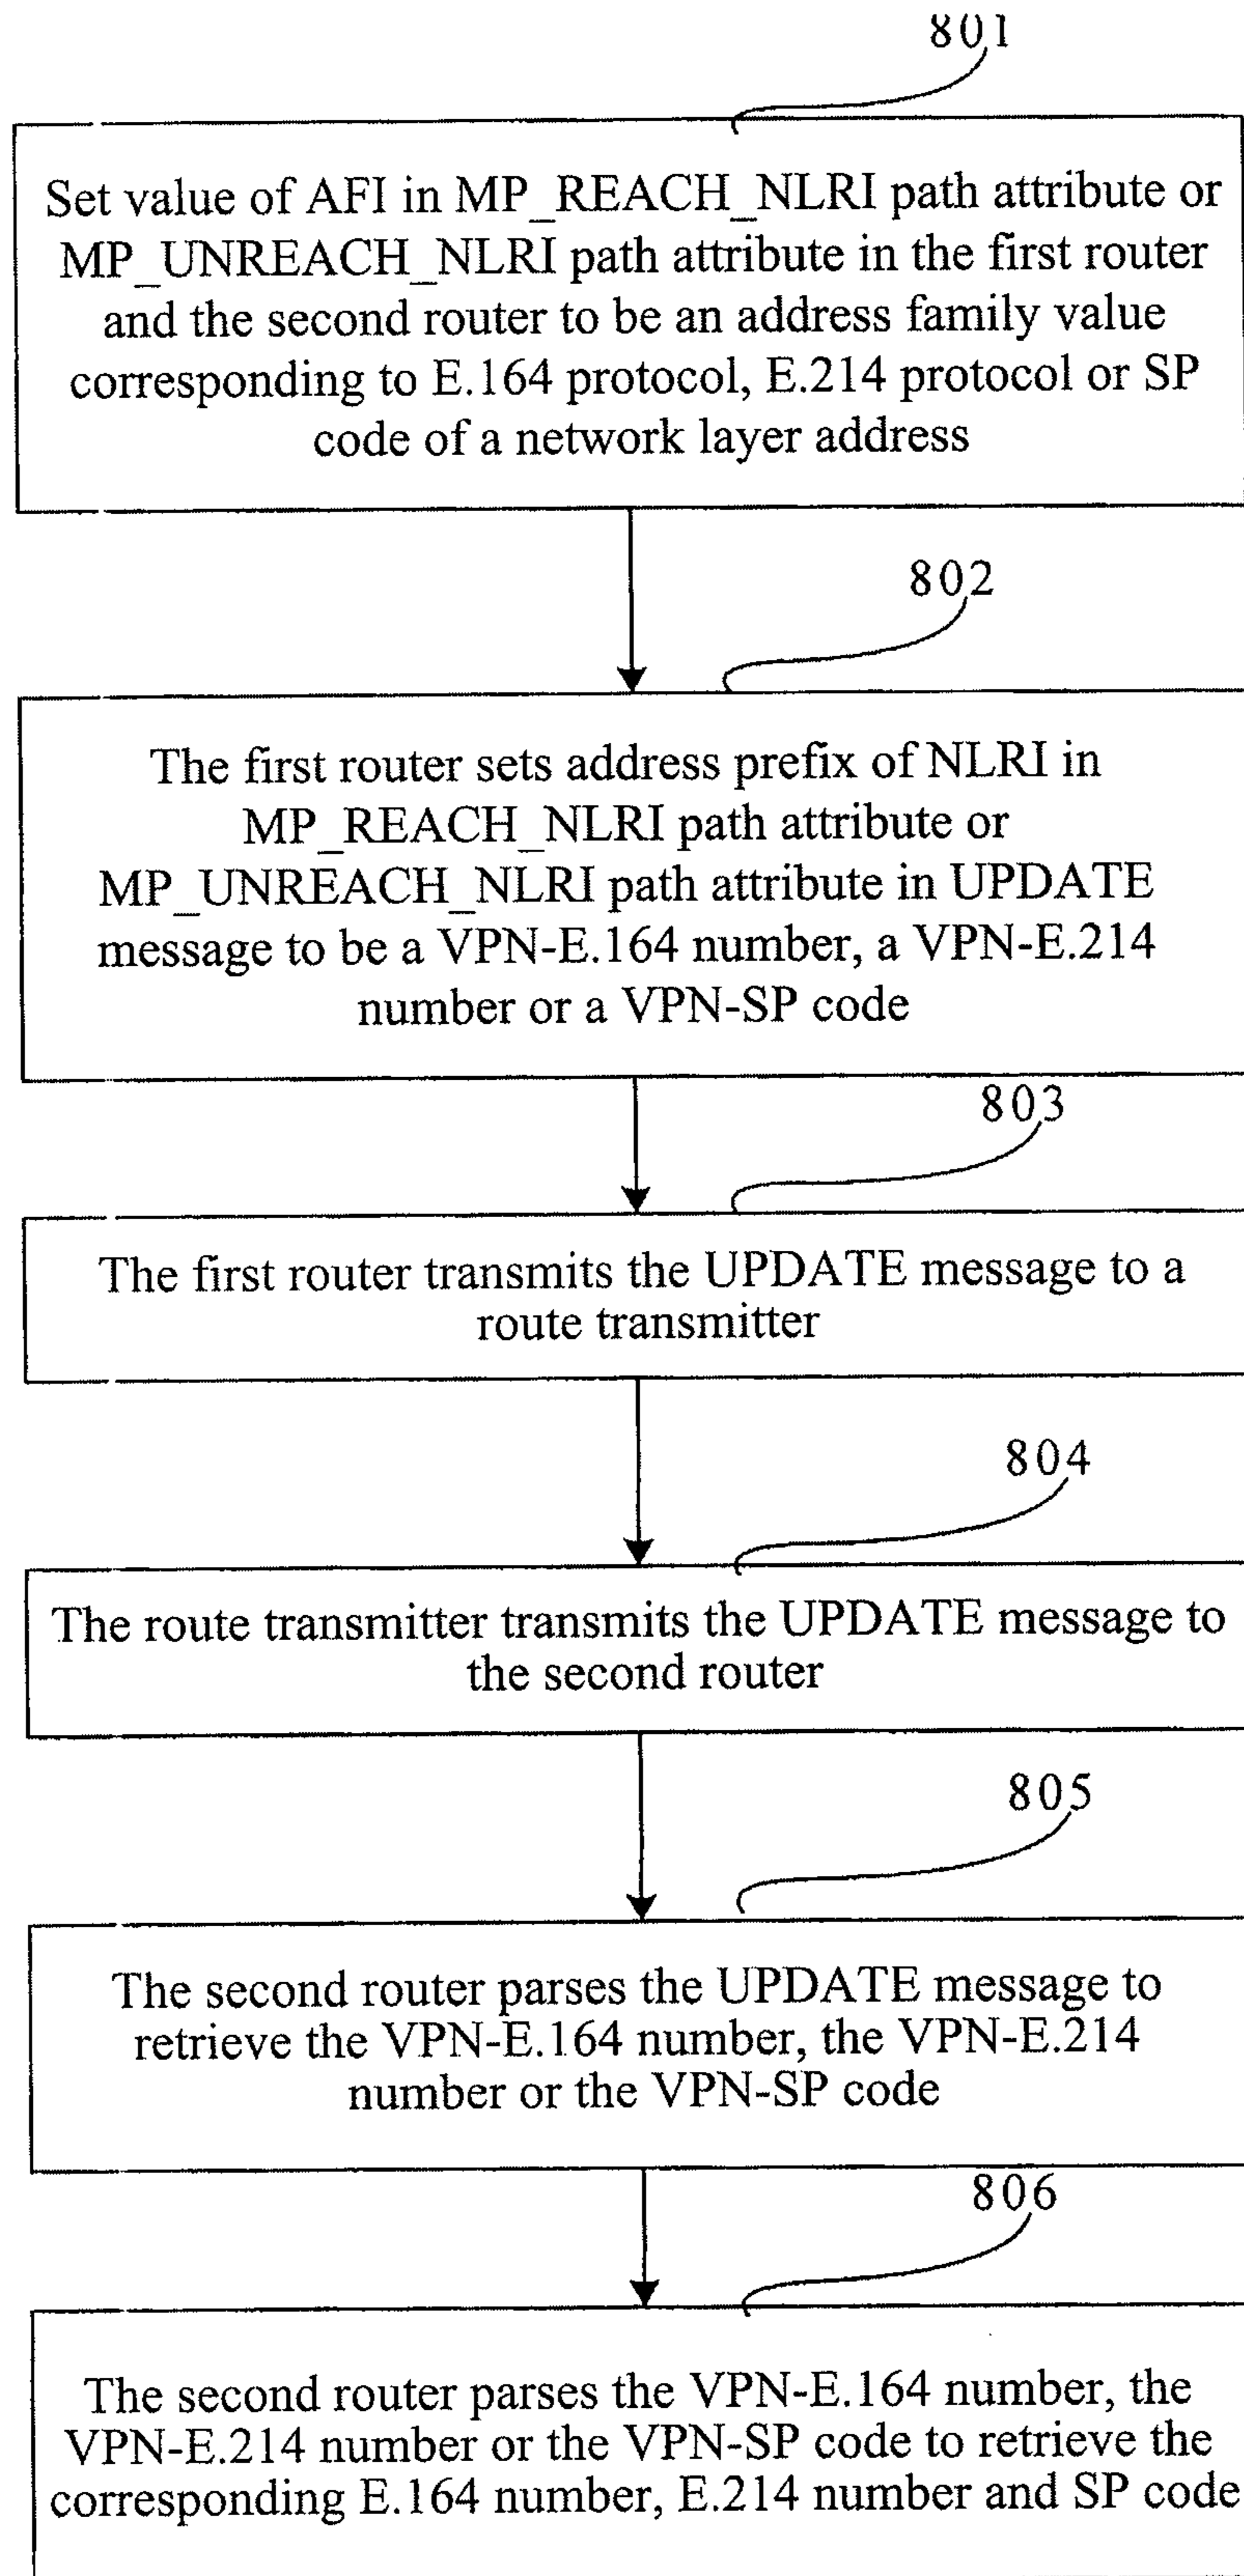 801
Set value of AFI in MP_REACH_NLRI path attribute or
MP_UNREACH_NLRI path attribute in the first router
and the second router to be an address family value
corresponding to E.164 protocol, E.214 protocol or SP
code of a network layer address
802
The first router sets address prefix of NLRI in
MP_REACH_NLRI path attribute or
MP_UNREACH_NLRI path attribute in UPDATE
message to be a VPN-E.164 number, a VPN-E.214
number or a VPN-SP code
803
The first router transmits the UPDATE message to a
route transmitter
804
The route transmitter transmits the UPDATE message to
the second router
805
The second router parses the UPDATE message to
retrieve the VPN-E.164 number, the VPN-E.214
number or the VPN-SP code
806
The second router parses the VPN-E.164 number, the
VPN-E.214 number or the VPN-SP code to retrieve the
corresponding E.164 number, E.214 number and SP code